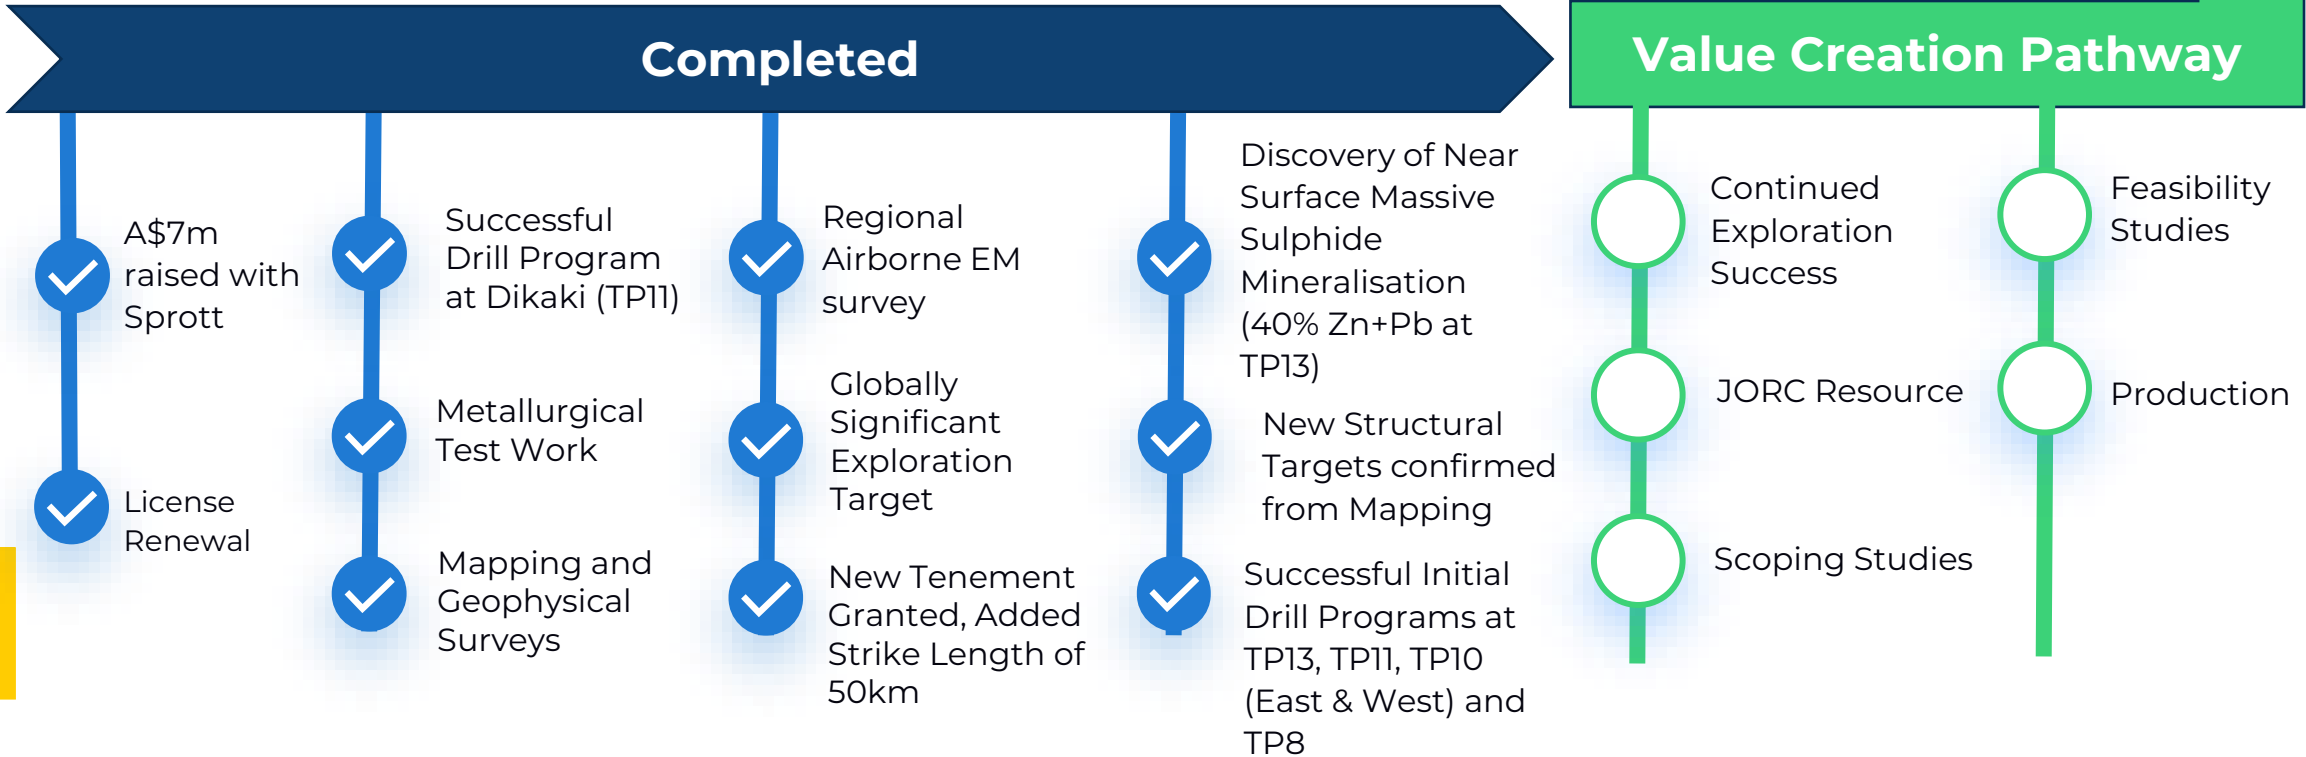 Completed
Value Creation Pathway
A$7m
raised with
Sprott
License
Renewal
Successful
Drill Program
at Dikaki (TP11)
Metallurgical
Test Work
Mapping and
Geophysical
Surveys
Regional
Airborne EM
survey
Globally
Significant
Exploration
Target
New Tenement
Granted, Added
Strike Length of
50km
Discovery of Near
Surface Massive
Sulphide
Mineralisation
(40% Zn+Pb at
TP13)
New Structural
Targets confirmed
from Mapping
Successful Initial
Drill Programs at
TP13, TP11, TP10
(East & West) and
TP8
Continued
Exploration
Success
JORC Resource
Scoping Studies
Feasibility
Studies
Production